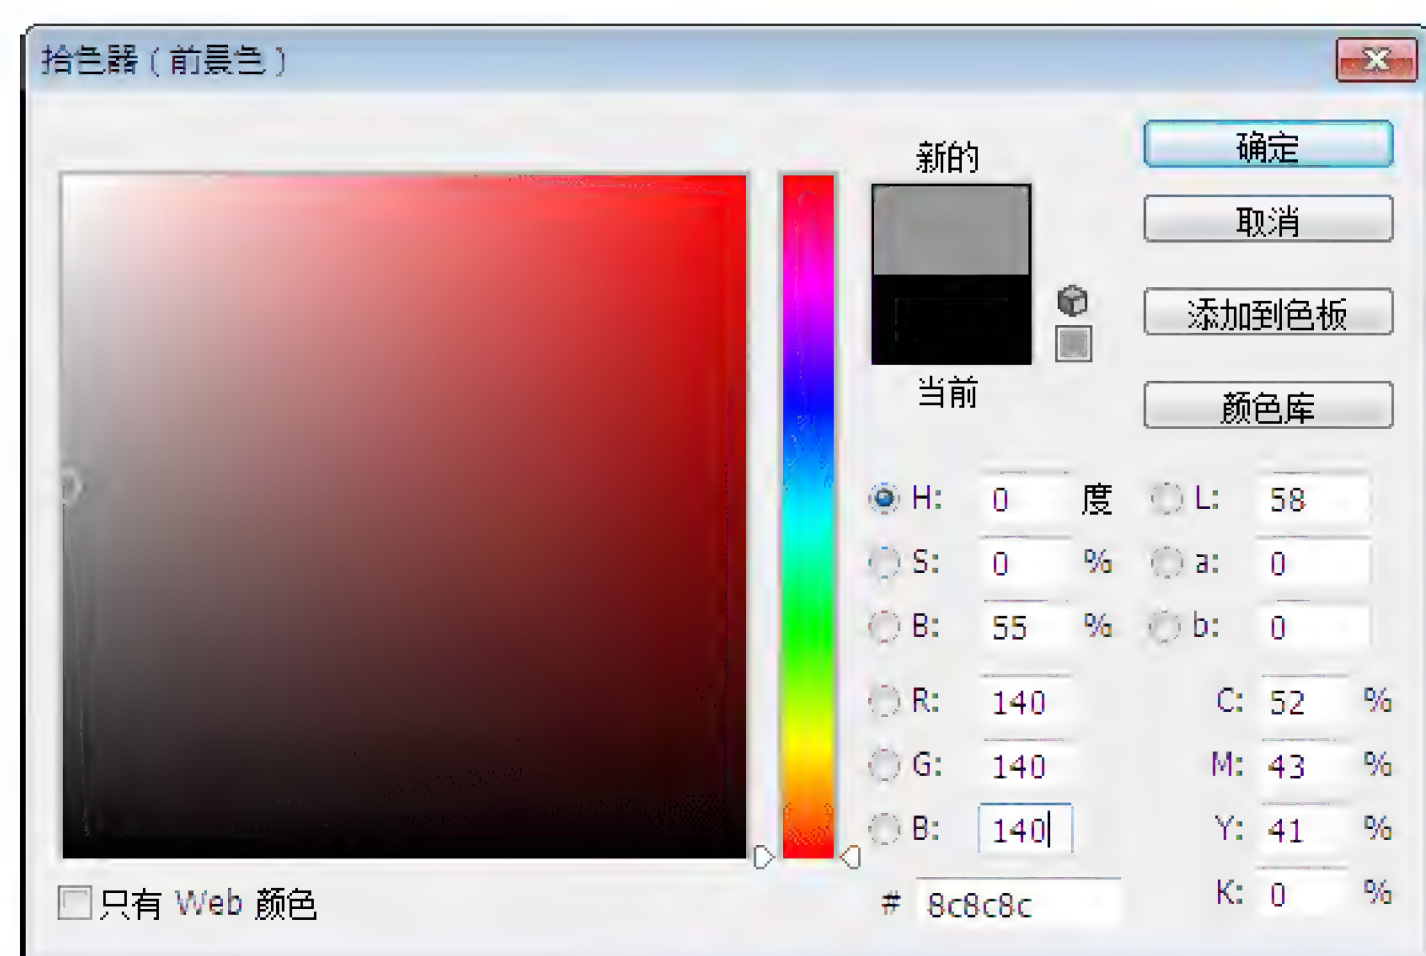 拾色器（前景色）
新的
当前
确定
取消
添加到色板
颜色库
H: 0 度
S: 0 %
B: 55 %
R: 140
G: 140
B: 140
# 8c8c8c
L: 58
a: 0
b: 0
C: 52 %
M: 43 %
Y: 41 %
K: 0 %
只有 Web 颜色